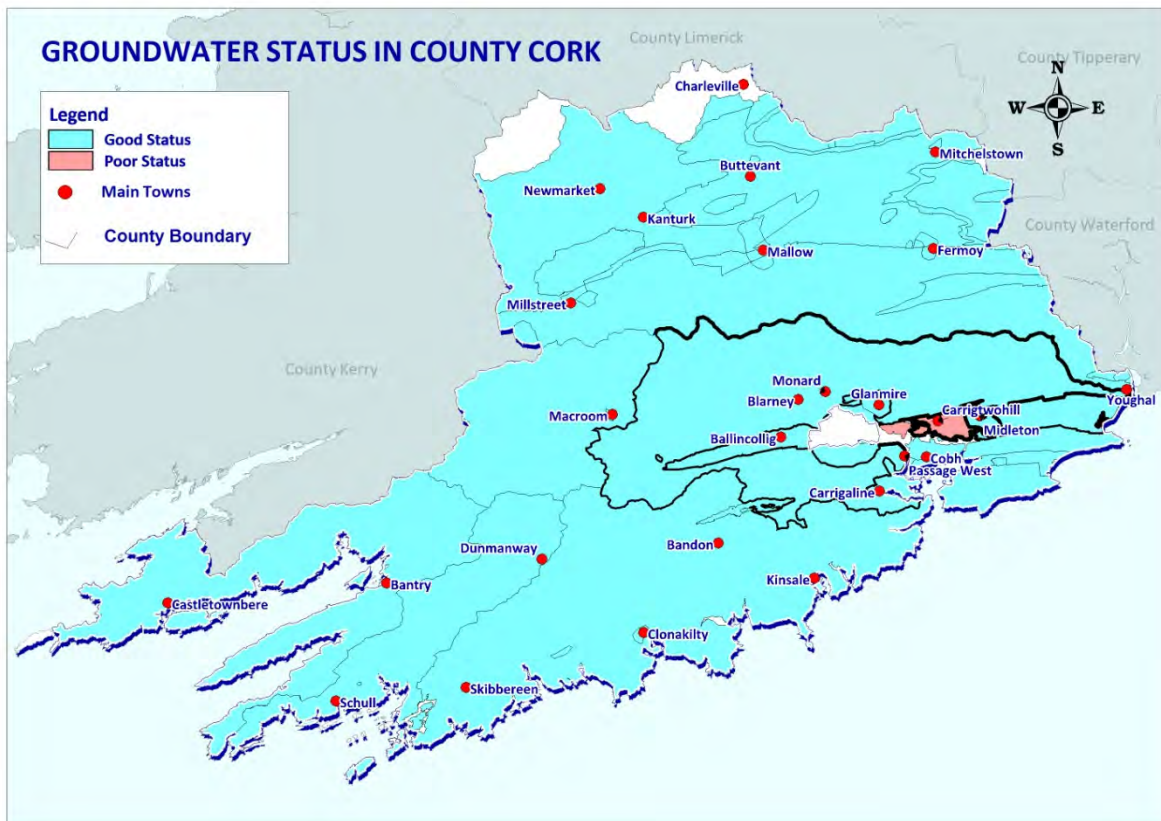 GROUNDWATER STATUS IN COUNTY CORK
County Limerick
County Tipperary
N
W
E
S
Legend
Good Status
Poor Status
Main Towns
County Boundary
Charleville
Mitchelstown
Buttevant
Newmarket
Kanturk
County Waterford
Mallow
Fermoy
Millstreet
County Kerry
Monard
Glanmire
Blarney
Youghal
Macroom
Carrigtwohill
Midleton
Ballincollig
Cobh
Passage West
Carrigaline
Dunmanway
Bandon
Kinsale
Bantry
Castletownbere
Clonakilty
Skibbereen
Schull